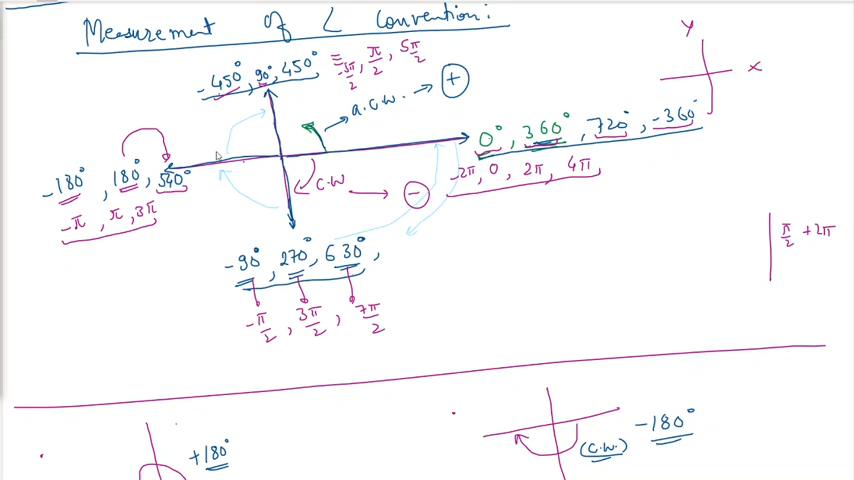 Measurement of ∠ Convention:
-450°, 90°, 450° ≡ -3π/2, π/2, 5π/2
a.c.w. → +
0°, 360°, 720°, -360°
-2π, 0, 2π, 4π
-180°, 180°, 540°
-π, π, 3π
C.W → -
-90°, 270°, 630°,
-π/2, 3π/2, 7π/2
y
x
π/2 + 2π
+180°
(C.W.) -180°